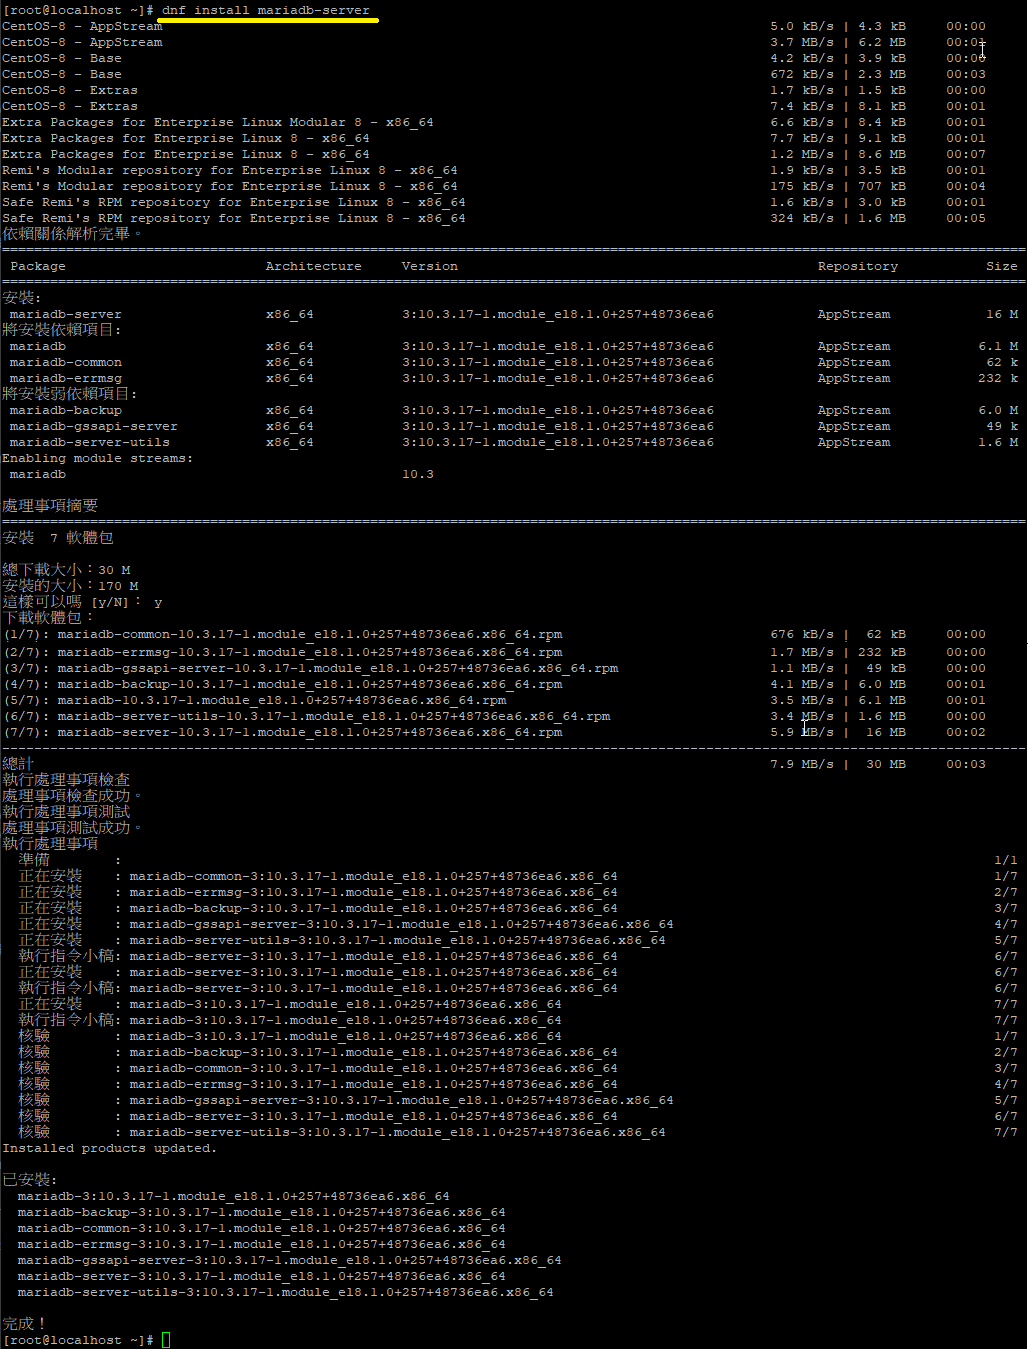 [root@localhost ~]# dnf install mariadb-server
CentOS-8 - AppStream 5.0 kB/s | 4.3 kB 00:00
CentOS-8 - AppStream 3.7 MB/s | 6.2 MB 00:01
CentOS-8 - Base 4.2 kB/s | 3.9 kB 00:00
CentOS-8 - Base 672 kB/s | 2.3 MB 00:03
CentOS-8 - Extras 1.7 kB/s | 1.5 kB 00:00
CentOS-8 - Extras 7.4 kB/s | 8.1 kB 00:01
Extra Packages for Enterprise Linux Modular 8 - x86_64 6.6 kB/s | 8.4 kB 00:01
Extra Packages for Enterprise Linux 8 - x86_64 7.7 kB/s | 9.1 kB 00:01
Extra Packages for Enterprise Linux 8 - x86_64 1.2 MB/s | 8.6 MB 00:07
Remi's Modular repository for Enterprise Linux 8 - x86_64 1.9 kB/s | 3.5 kB 00:01
Remi's Modular repository for Enterprise Linux 8 - x86_64 175 kB/s | 707 kB 00:04
Safe Remi's RPM repository for Enterprise Linux 8 - x86_64 1.6 kB/s | 3.0 kB 00:01
Safe Remi's RPM repository for Enterprise Linux 8 - x86_64 324 kB/s | 1.6 MB 00:05
依賴關係解析完畢。
Package Architecture Version Repository Size
安裝:
mariadb-server x86_64 3:10.3.17-1.module_el8.1.0+257+48736ea6 AppStream 16 M
將安裝依賴項目:
mariadb x86_64 3:10.3.17-1.module_el8.1.0+257+48736ea6 AppStream 6.1 M
mariadb-common x86_64 3:10.3.17-1.module_el8.1.0+257+48736ea6 AppStream 62 k
mariadb-errmsg x86_64 3:10.3.17-1.module_el8.1.0+257+48736ea6 AppStream 232 k
將安裝弱依賴項目:
mariadb-backup x86_64 3:10.3.17-1.module_el8.1.0+257+48736ea6 AppStream 6.0 M
mariadb-gssapi-server x86_64 3:10.3.17-1.module_el8.1.0+257+48736ea6 AppStream 49 k
mariadb-server-utils x86_64 3:10.3.17-1.module_el8.1.0+257+48736ea6 AppStream 1.6 M
Enabling module streams:
mariadb 10.3
處理事項摘要
安裝 7 軟體包
總下載大小：30 M
安裝的大小：170 M
這樣可以嗎 [y/N]： y
下載軟體包：
(1/7): mariadb-common-10.3.17-1.module_el8.1.0+257+48736ea6.x86_64.rpm 676 kB/s | 62 kB 00:00
(2/7): mariadb-errmsg-10.3.17-1.module_el8.1.0+257+48736ea6.x86_64.rpm 1.7 MB/s | 232 kB 00:00
(3/7): mariadb-gssapi-server-10.3.17-1.module_el8.1.0+257+48736ea6.x86_64.rpm 1.1 MB/s | 49 kB 00:00
(4/7): mariadb-backup-10.3.17-1.module_el8.1.0+257+48736ea6.x86_64.rpm 4.1 MB/s | 6.0 MB 00:01
(5/7): mariadb-10.3.17-1.module_el8.1.0+257+48736ea6.x86_64.rpm 3.5 MB/s | 6.1 MB 00:01
(6/7): mariadb-server-utils-10.3.17-1.module_el8.1.0+257+48736ea6.x86_64.rpm 3.4 MB/s | 1.6 MB 00:00
(7/7): mariadb-server-10.3.17-1.module_el8.1.0+257+48736ea6.x86_64.rpm 5.9 MB/s | 16 MB 00:02
總計 7.9 MB/s | 30 MB 00:03
執行處理事項檢查
處理事項檢查成功。
執行處理事項測試
處理事項測試成功。
執行處理事項
準備 : 1/1
正在安裝 : mariadb-common-3:10.3.17-1.module_el8.1.0+257+48736ea6.x86_64 1/7
正在安裝 : mariadb-errmsg-3:10.3.17-1.module_el8.1.0+257+48736ea6.x86_64 2/7
正在安裝 : mariadb-backup-3:10.3.17-1.module_el8.1.0+257+48736ea6.x86_64 3/7
正在安裝 : mariadb-gssapi-server-3:10.3.17-1.module_el8.1.0+257+48736ea6.x86_64 4/7
正在安裝 : mariadb-server-utils-3:10.3.17-1.module_el8.1.0+257+48736ea6.x86_64 5/7
執行指令小稿: mariadb-server-3:10.3.17-1.module_el8.1.0+257+48736ea6.x86_64 6/7
正在安裝 : mariadb-server-3:10.3.17-1.module_el8.1.0+257+48736ea6.x86_64 6/7
執行指令小稿: mariadb-server-3:10.3.17-1.module_el8.1.0+257+48736ea6.x86_64 6/7
正在安裝 : mariadb-3:10.3.17-1.module_el8.1.0+257+48736ea6.x86_64 7/7
執行指令小稿: mariadb-3:10.3.17-1.module_el8.1.0+257+48736ea6.x86_64 7/7
核驗 : mariadb-3:10.3.17-1.module_el8.1.0+257+48736ea6.x86_64 1/7
核驗 : mariadb-backup-3:10.3.17-1.module_el8.1.0+257+48736ea6.x86_64 2/7
核驗 : mariadb-common-3:10.3.17-1.module_el8.1.0+257+48736ea6.x86_64 3/7
核驗 : mariadb-errmsg-3:10.3.17-1.module_el8.1.0+257+48736ea6.x86_64 4/7
核驗 : mariadb-gssapi-server-3:10.3.17-1.module_el8.1.0+257+48736ea6.x86_64 5/7
核驗 : mariadb-server-3:10.3.17-1.module_el8.1.0+257+48736ea6.x86_64 6/7
核驗 : mariadb-server-utils-3:10.3.17-1.module_el8.1.0+257+48736ea6.x86_64 7/7
Installed products updated.
已安裝:
mariadb-3:10.3.17-1.module_el8.1.0+257+48736ea6.x86_64
mariadb-backup-3:10.3.17-1.module_el8.1.0+257+48736ea6.x86_64
mariadb-common-3:10.3.17-1.module_el8.1.0+257+48736ea6.x86_64
mariadb-errmsg-3:10.3.17-1.module_el8.1.0+257+48736ea6.x86_64
mariadb-gssapi-server-3:10.3.17-1.module_el8.1.0+257+48736ea6.x86_64
mariadb-server-3:10.3.17-1.module_el8.1.0+257+48736ea6.x86_64
mariadb-server-utils-3:10.3.17-1.module_el8.1.0+257+48736ea6.x86_64
完成！
[root@localhost ~]#